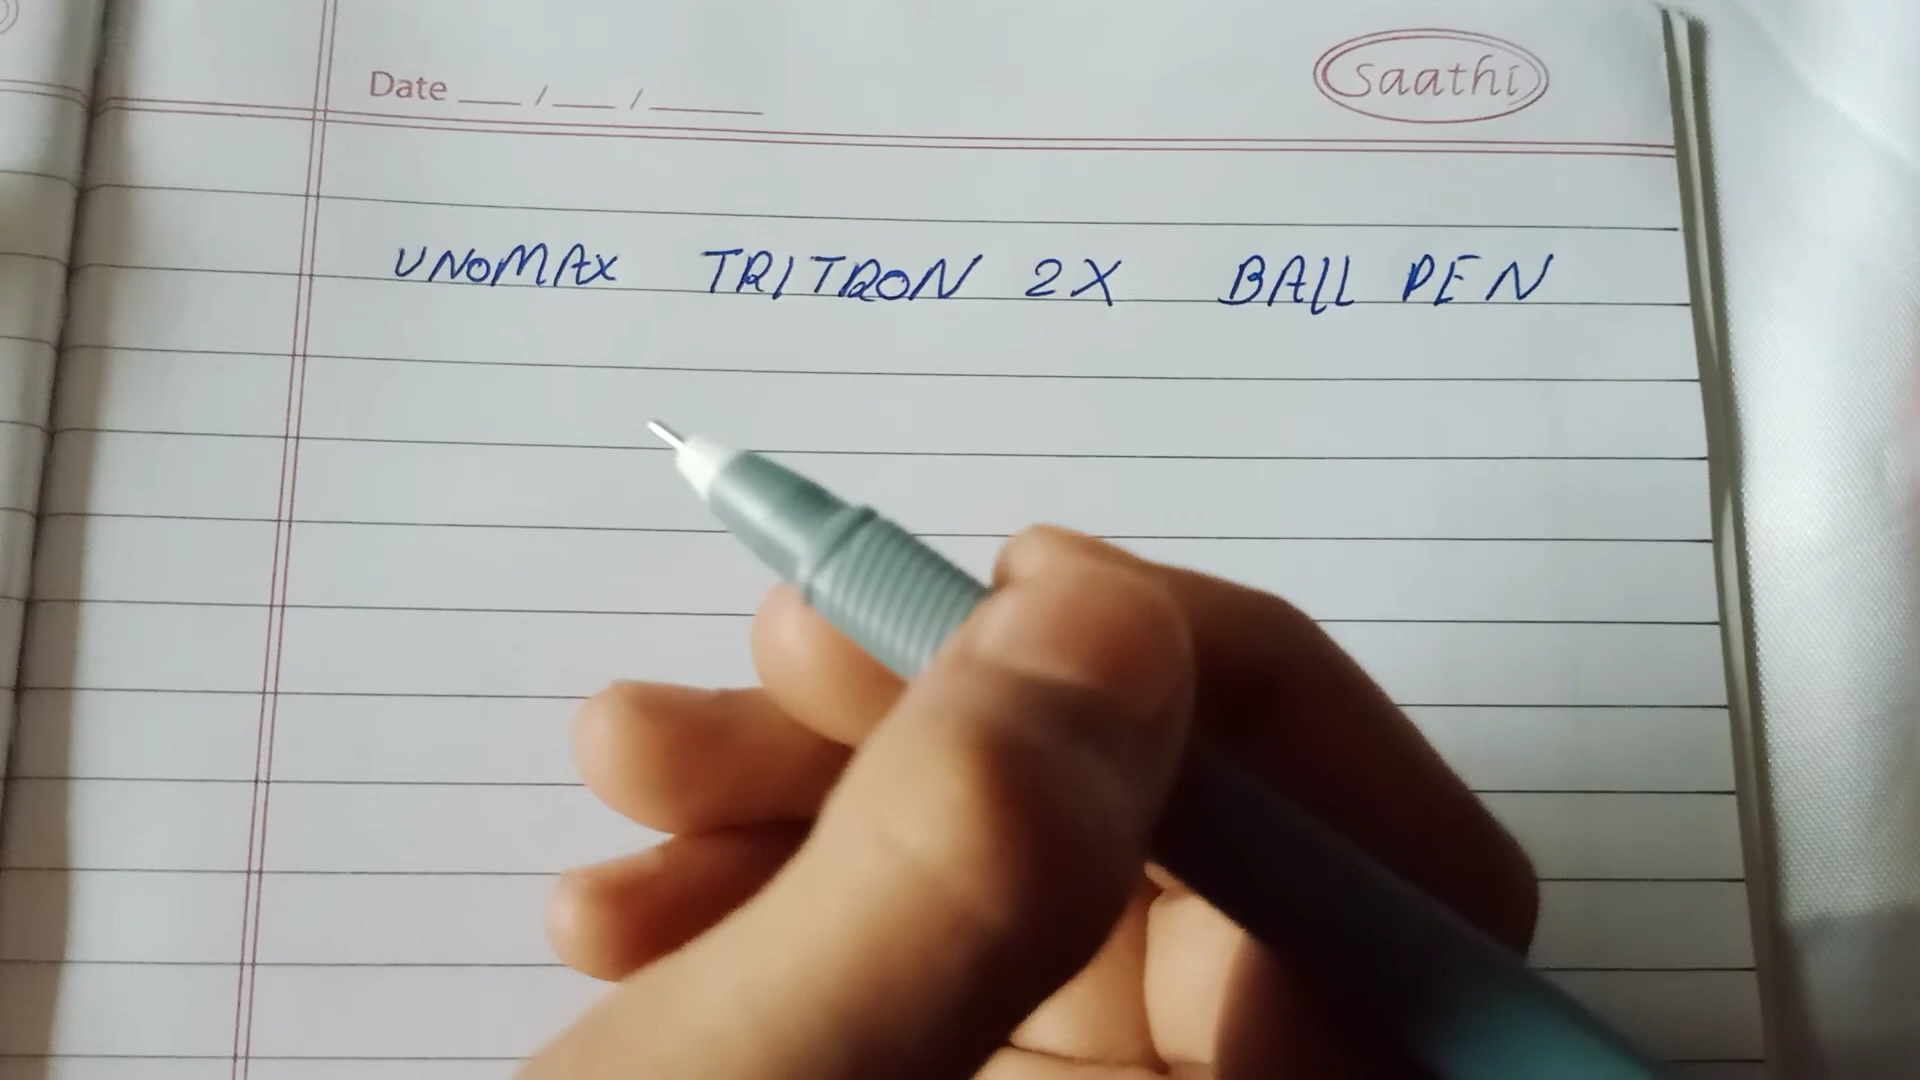 Date __ / __ / ____
saathi
UNOMAX TRITRON 2X BALL PEN